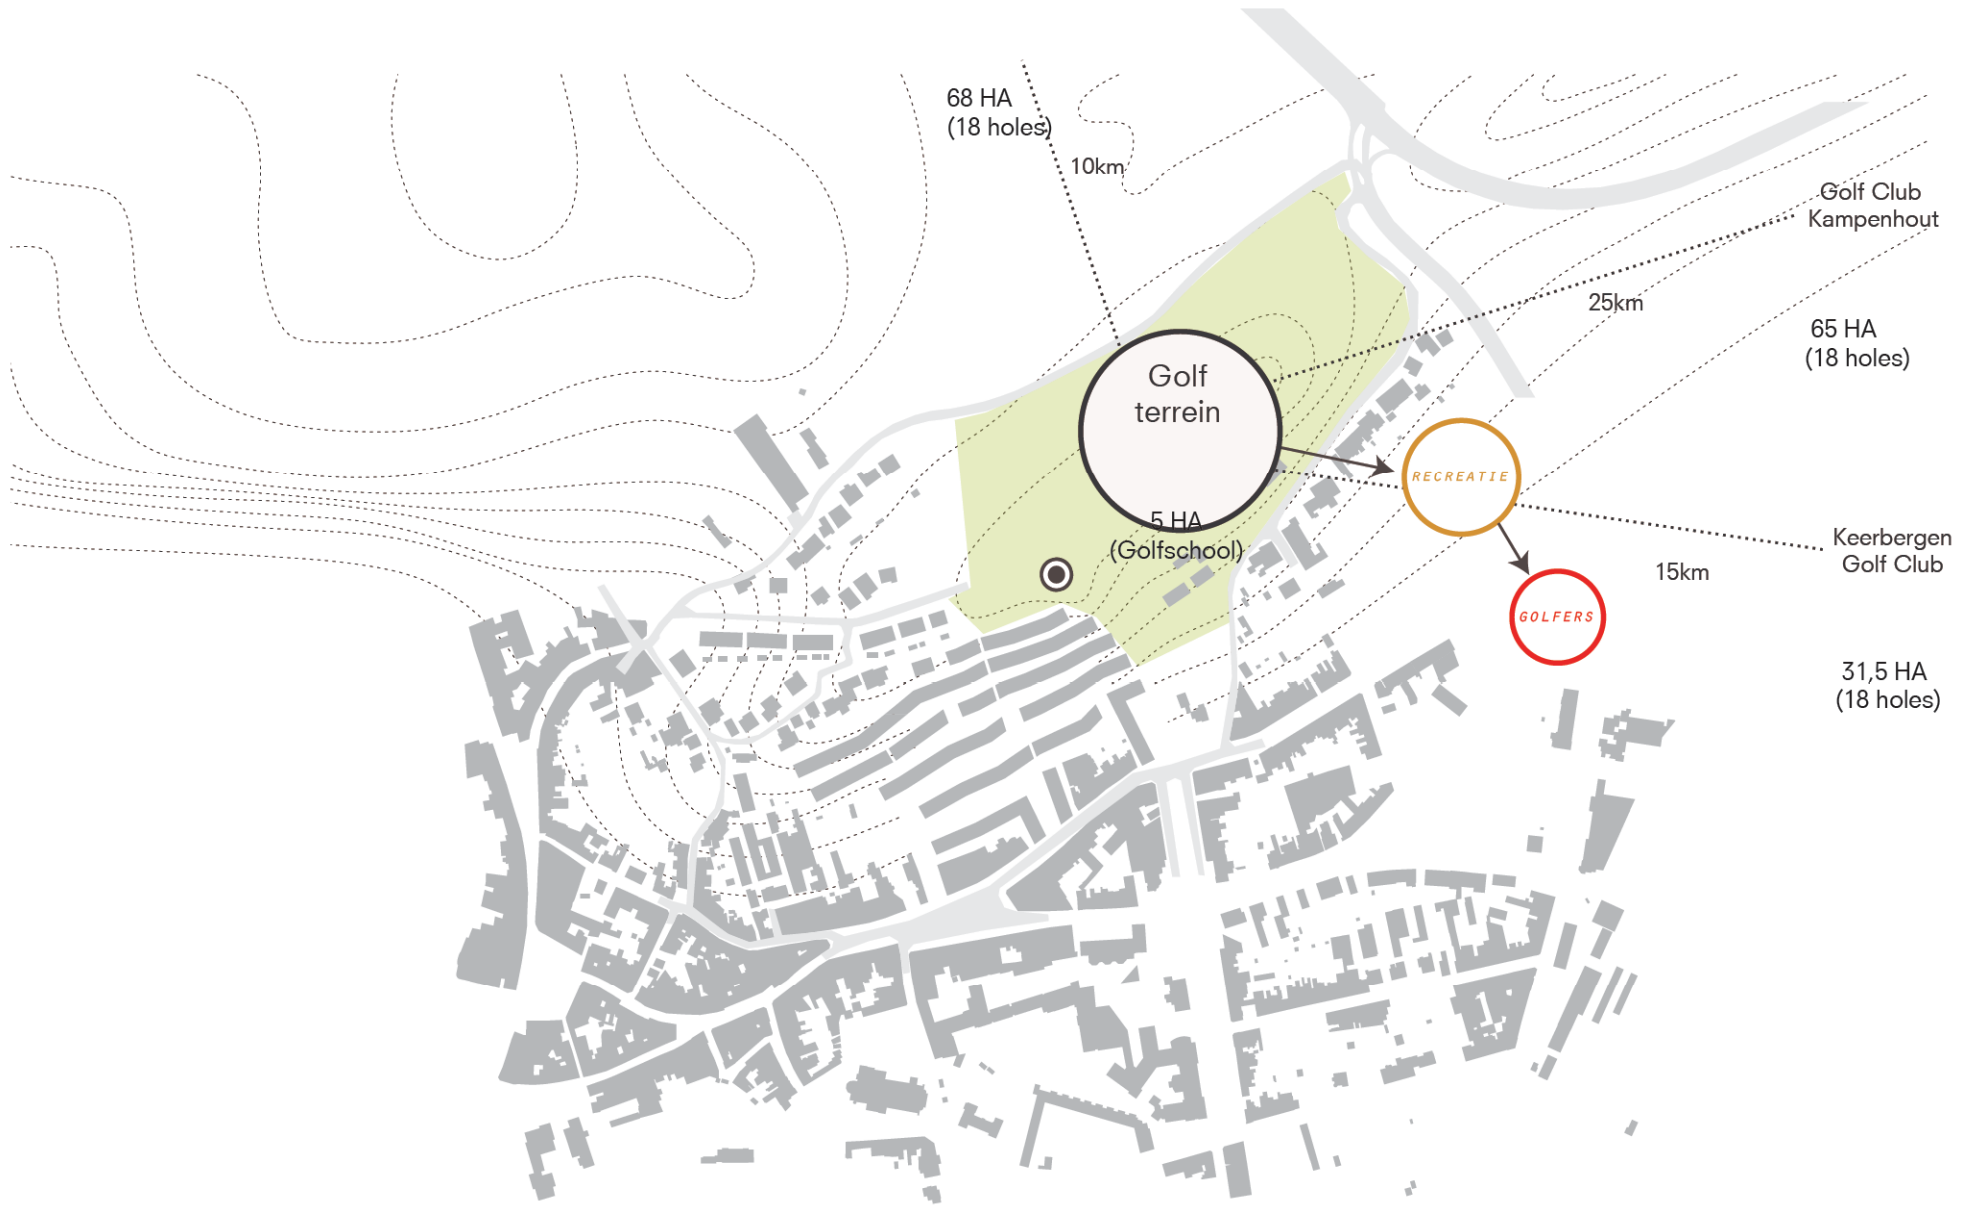 68 HA
(18 holes)
10km
Golf Club
Kampenhout
25km
65 HA
(18 holes)
Golf
terrein
RECREATIE
5 HA
(Golfschool)
Keerbergen
Golf Club
15km
GOLFERS
31,5 HA
(18 holes)